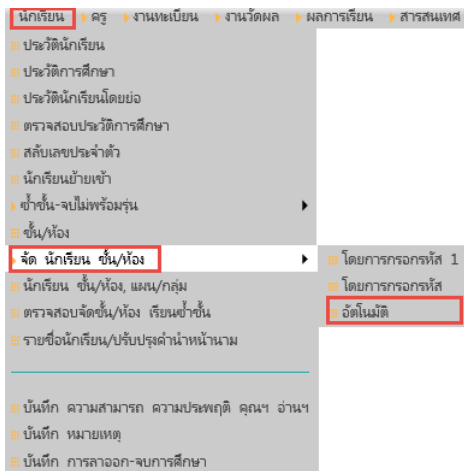 นักเรียน ครู งานทะเบียน งานวัดผล ผลการเรียน สารสนเทศ
ประวัตินักเรียน
ประวัติการศึกษา
ประวัตินักเรียนโดยย่อ
ตรวจสอบประวัติการศึกษา
สลับเลขประจำตัว
นักเรียนย้ายเข้า
ซ้ำชั้น-จบไม่พร้อมรุ่น
ชั้น/ห้อง
จัด นักเรียน ชั้น/ห้อง
โดยการกรอกรหัส 1
นักเรียน ชั้น/ห้อง, แผน/กลุ่ม
โดยการกรอกรหัส
ตรวจสอบจัดชั้น/ห้อง เรียนซ้ำชั้น
อัตโนมัติ
รายชื่อนักเรียน/ปรับปรุงคำนำหน้านาม
บันทึก ความสามารถ ความประพฤติ คุณฯ อ่านฯ
บันทึก หมายเหตุ
บันทึก การลาออก-จบการศึกษา